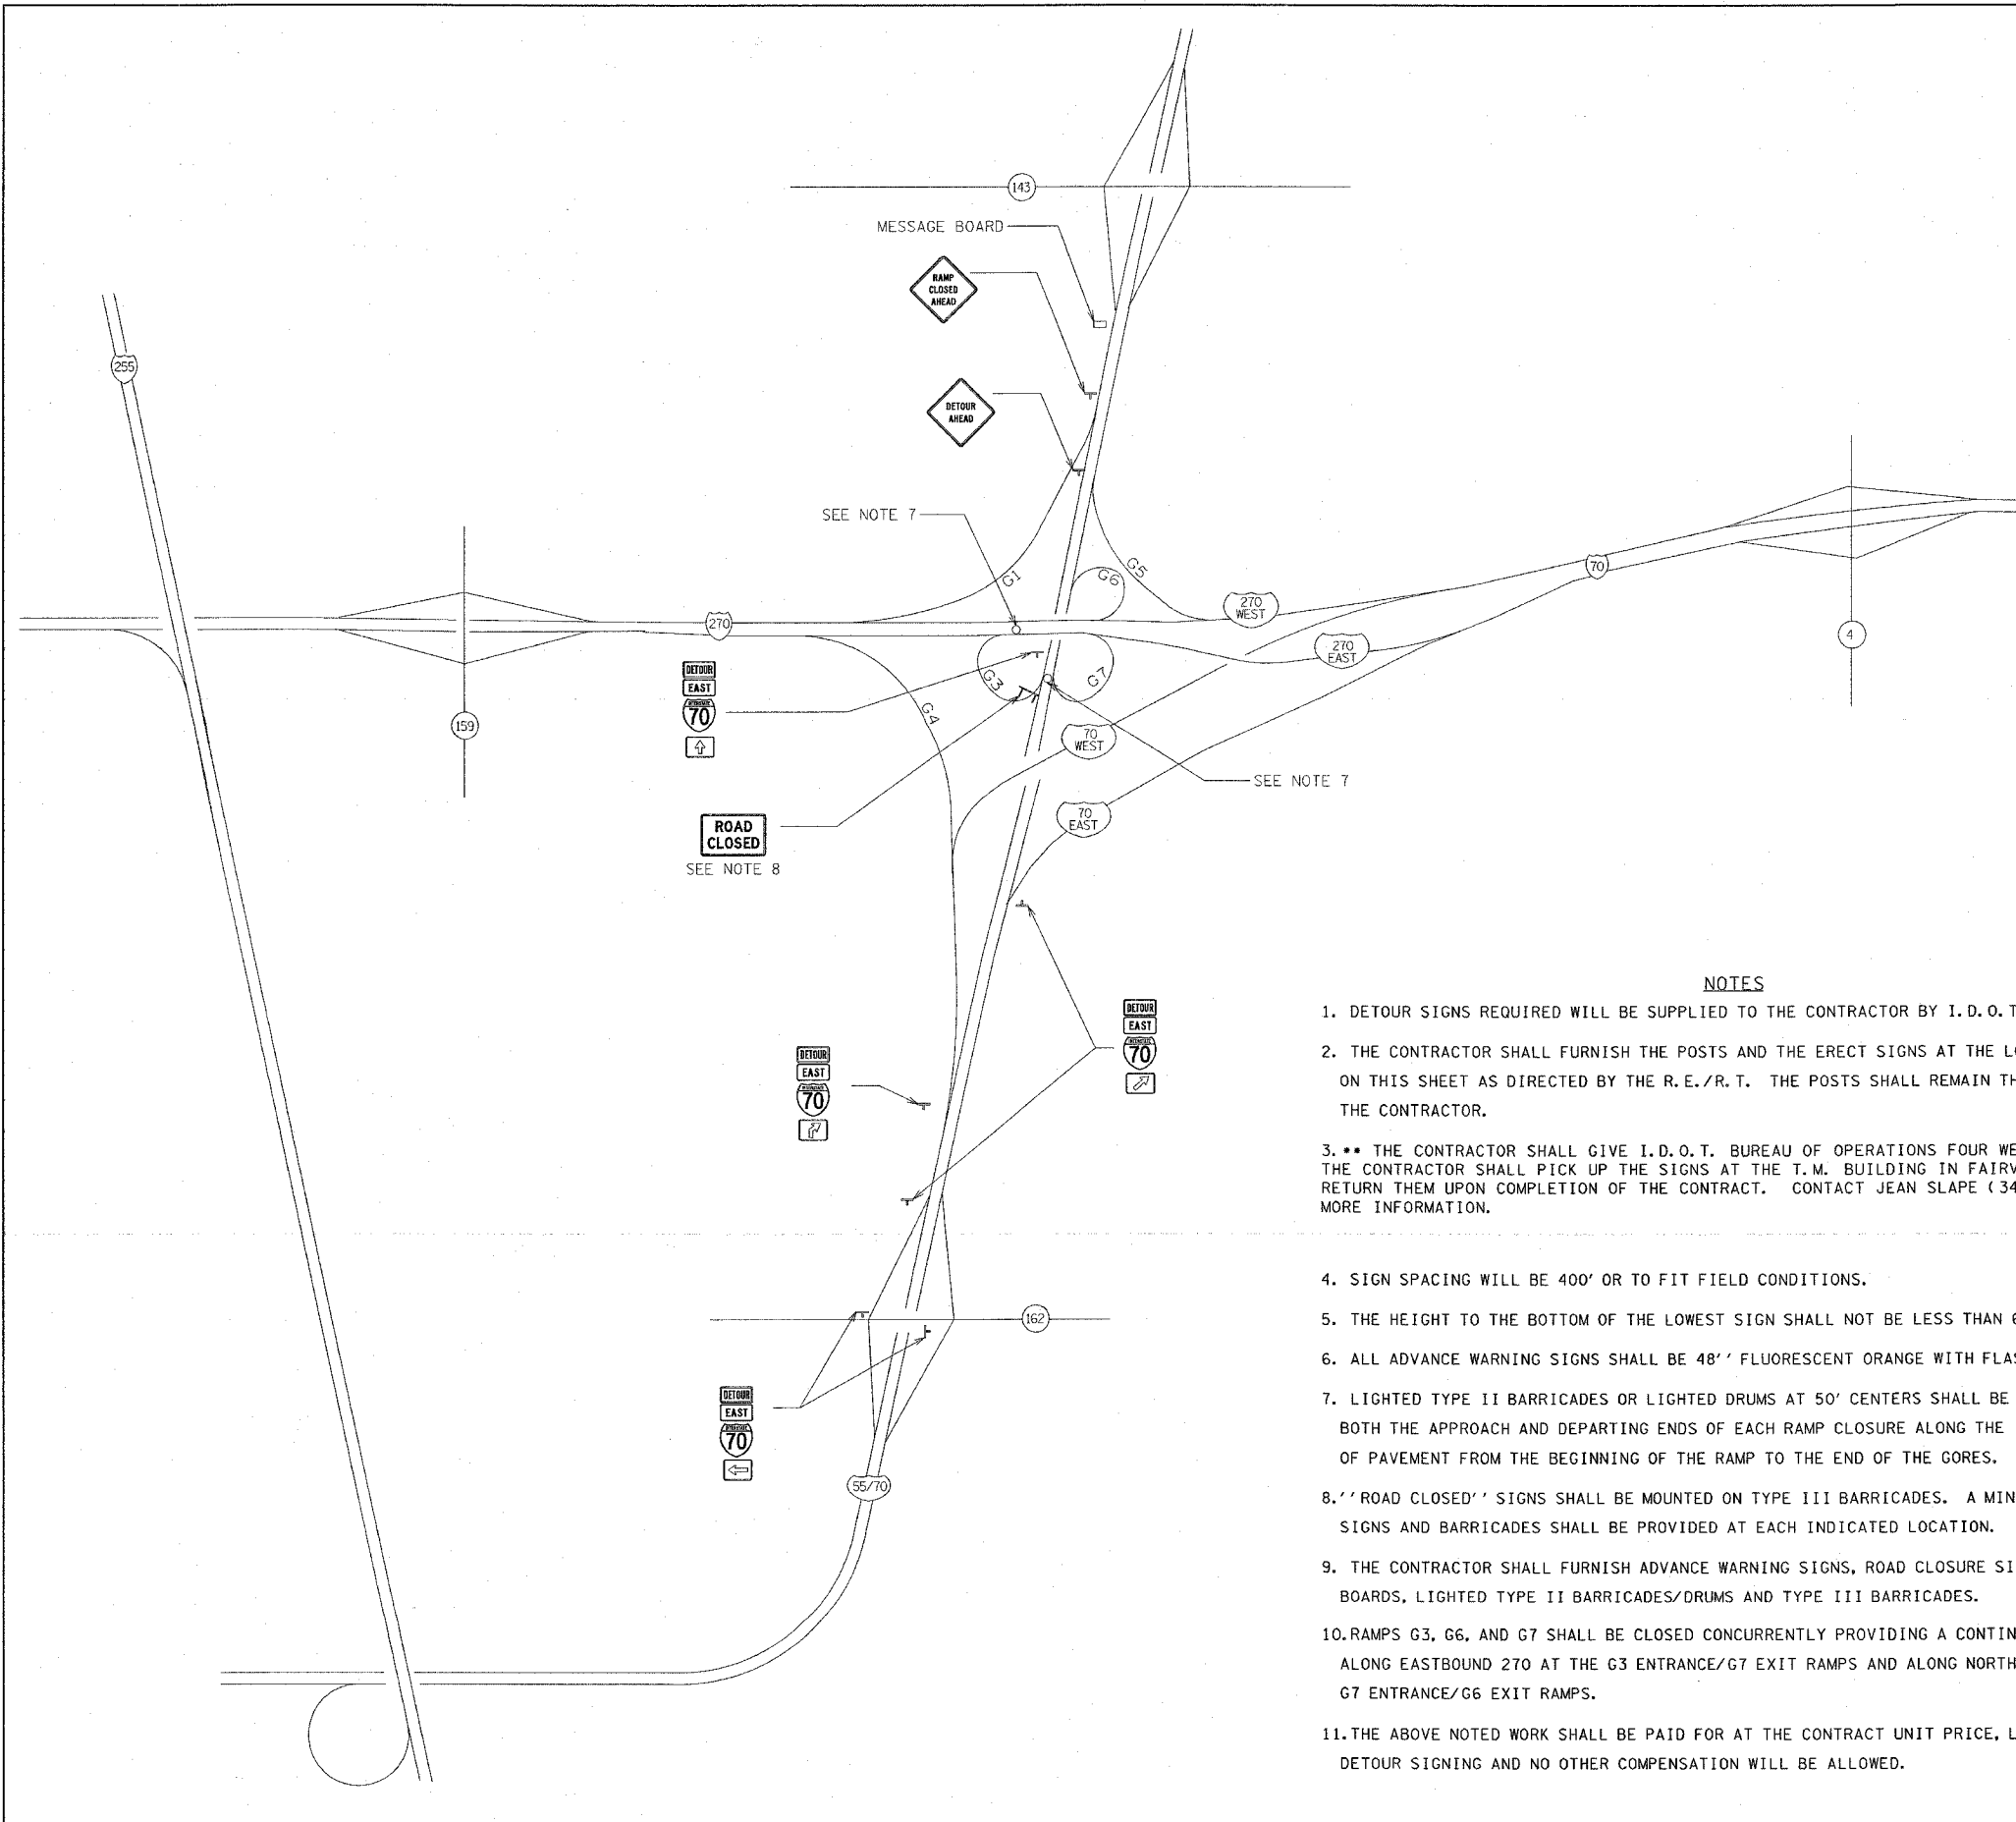 143
MESSAGE BOARD
RAMP
CLOSED
AHEAD
255
DETOUR
AHEAD
SEE NOTE 7
G1
G6
G5
70
270
WEST
270
159
DETOUR
EAST
INTERSTATE
70
G3
G7
G4
270
EAST
4
70
WEST
SEE NOTE 7
70
EAST
ROAD
CLOSED
SEE NOTE 8
DETOUR
EAST
INTERSTATE
70
DETOUR
EAST
INTERSTATE
70
162
DETOUR
EAST
INTERSTATE
70
55/70
NOTES
1. DETOUR SIGNS REQUIRED WILL BE SUPPLIED TO THE CONTRACTOR BY I.D.O.T
2. THE CONTRACTOR SHALL FURNISH THE POSTS AND THE ERECT SIGNS AT THE
ON THIS SHEET AS DIRECTED BY THE R.E./R.T. THE POSTS SHALL REMAIN
THE CONTRACTOR.
3. ** THE CONTRACTOR SHALL GIVE I.D.O.T. BUREAU OF OPERATIONS FOUR
THE CONTRACTOR SHALL PICK UP THE SIGNS AT THE T.M. BUILDING IN
RETURN THEM UPON COMPLETION OF THE CONTRACT. CONTACT JEAN SLAPE (34
MORE INFORMATION.
4. SIGN SPACING WILL BE 400' OR TO FIT FIELD CONDITIONS.
5. THE HEIGHT TO THE BOTTOM OF THE LOWEST SIGN SHALL NOT BE LESS THAN
6. ALL ADVANCE WARNING SIGNS SHALL BE 48'' FLUORESCENT ORANGE WITH
7. LIGHTED TYPE II BARRICADES OR LIGHTED DRUMS AT 50' CENTERS SHALL BE
BOTH THE APPROACH AND DEPARTING ENDS OF EACH RAMP CLOSURE ALONG THE
OF PAVEMENT FROM THE BEGINNING OF THE RAMP TO THE END OF THE GORES.
8.''ROAD CLOSED'' SIGNS SHALL BE MOUNTED ON TYPE III BARRICADES. A MIN
SIGNS AND BARRICADES SHALL BE PROVIDED AT EACH INDICATED LOCATION.
9. THE CONTRACTOR SHALL FURNISH ADVANCE WARNING SIGNS, ROAD CLOSURE SI
BOARDS, LIGHTED TYPE II BARRICADES/DRUMS AND TYPE III BARRICADES.
10.RAMPS G3, G6, AND G7 SHALL BE CLOSED CONCURRENTLY PROVIDING A CONTIN
ALONG EASTBOUND 270 AT THE G3 ENTRANCE/G7 EXIT RAMPS AND ALONG NORTH
G7 ENTRANCE/G6 EXIT RAMPS.
11.THE ABOVE NOTED WORK SHALL BE PAID FOR AT THE CONTRACT UNIT PRICE, L
DETOUR SIGNING AND NO OTHER COMPENSATION WILL BE ALLOWED.